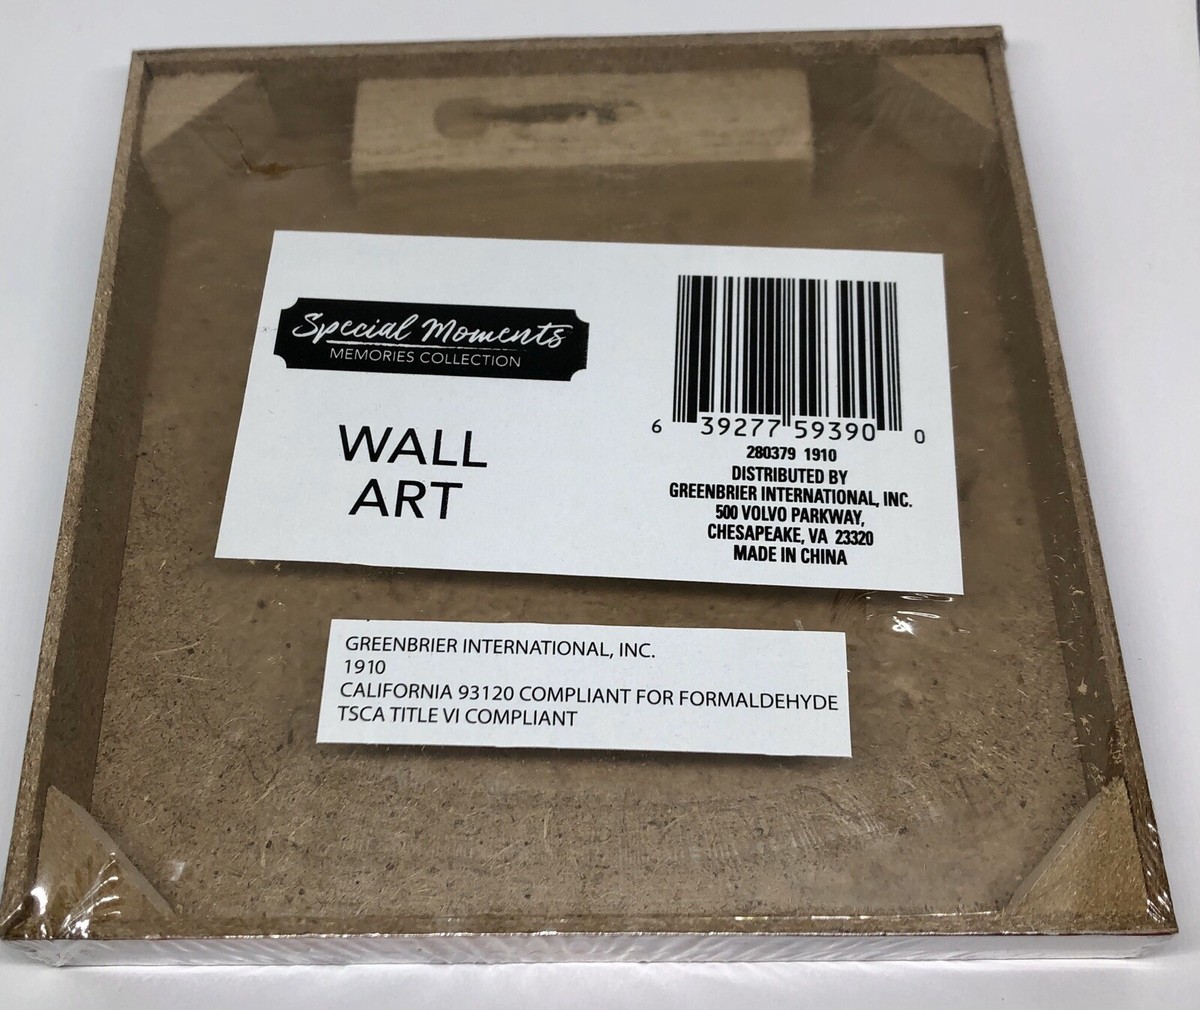 Special Moments
MEMORIES COLLECTION
WALL
ART
6 39277 59390 0
280379 1910
DISTRIBUTED BY
GREENBRIER INTERNATIONAL, INC.
500 VOLVO PARKWAY,
CHESAPEAKE, VA 23320
MADE IN CHINA
GREENBRIER INTERNATIONAL, INC.
1910
CALIFORNIA 93120 COMPLIANT FOR FORMALDEHYDE
TSCA TITLE VI COMPLIANT